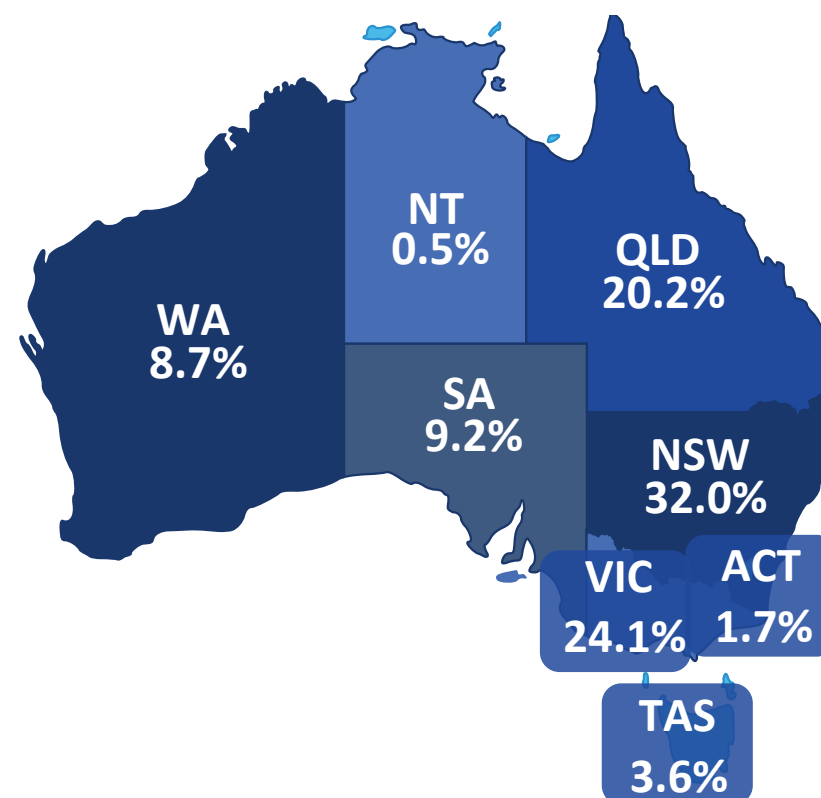 NT
0.5%
QLD
20.2%
WA
8.7%
SA
9.2%
NSW
32.0%
VIC
24.1%
ACT
1.7%
TAS
3.6%